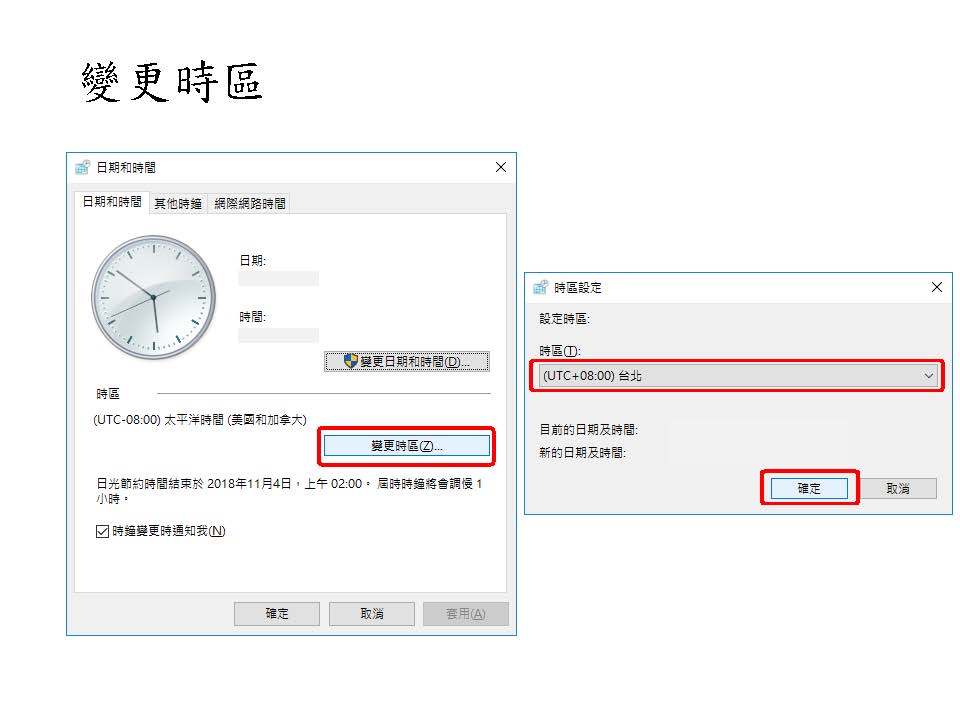 變更時區
日期和時間
日期和時間 其他時鐘 網際網路時間
日期:
時間:
變更日期和時間(D)...
時區
(UTC-08:00) 太平洋時間 (美國和加拿大)
變更時區(Z)...
日光節約時間結束於 2018年11月4日，上午 02:00。 屆時時鐘將會調慢 1
小時。
時鐘變更時通知我(N)
確定 取消 套用(A)
時區設定
設定時區:
時區(T):
(UTC+08:00) 台北
目前的日期及時間:
新的日期及時間:
確定 取消